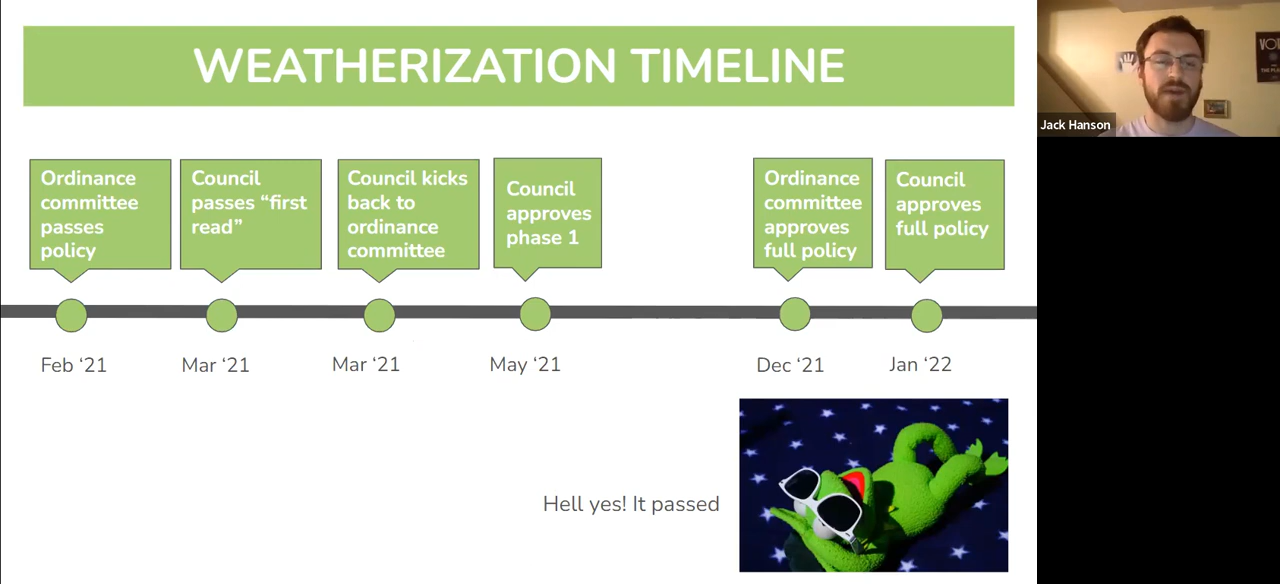 WEATHERIZATION TIMELINE
Ordinance
committee
passes
policy
Council
passes “first
read”
Council kicks
back to
ordinance
committee
Council
approves
phase 1
Ordinance
committee
approves
full policy
Council
approves
full policy
Feb ‘21
Mar ‘21
Mar ‘21
May ‘21
Dec ‘21
Jan ‘22
Hell yes! It passed
Jack Hanson